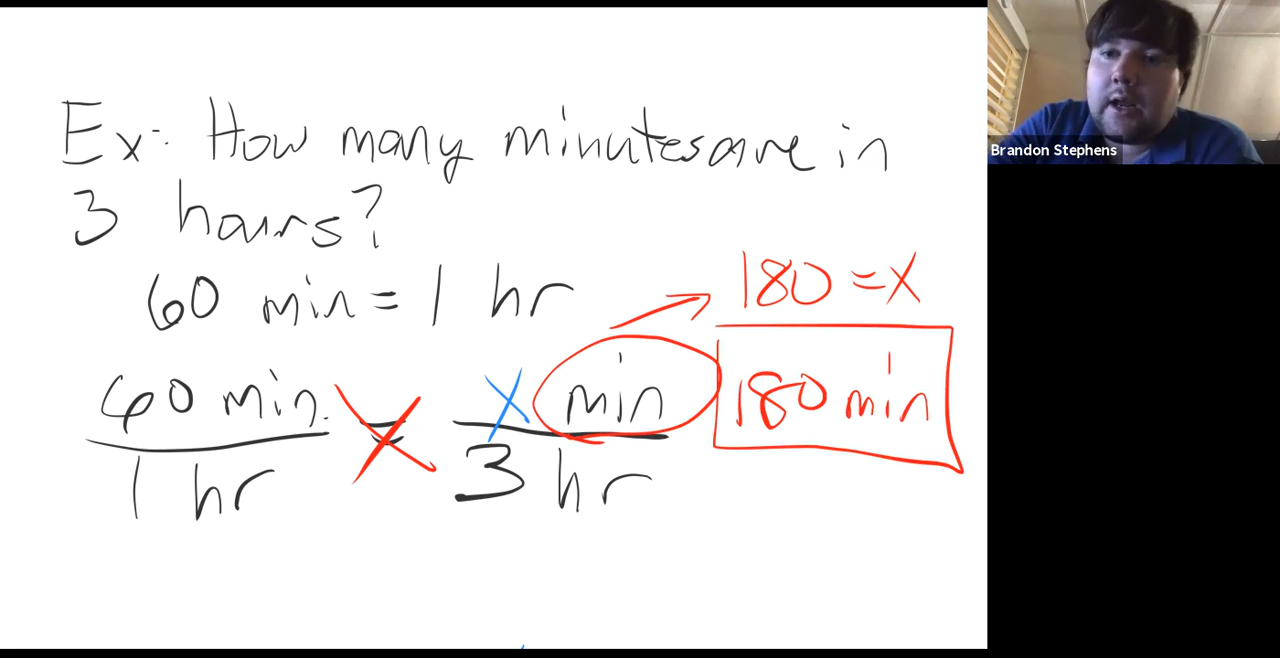 Ex: How many minutes are in
3 hours?
60 min = 1 hr
60 min. = x min
1 hr 3 hr
180 = x
180 min
Brandon Stephens